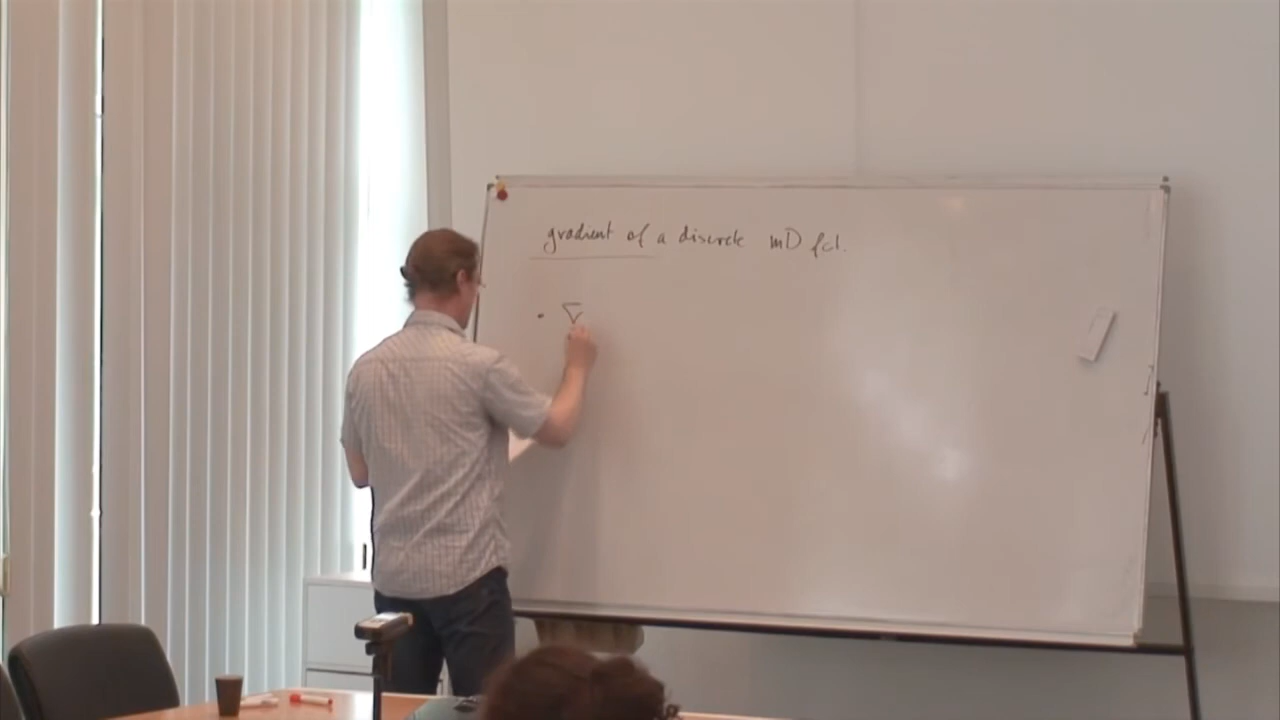 gradient of a discrete mD fct.
• ∇